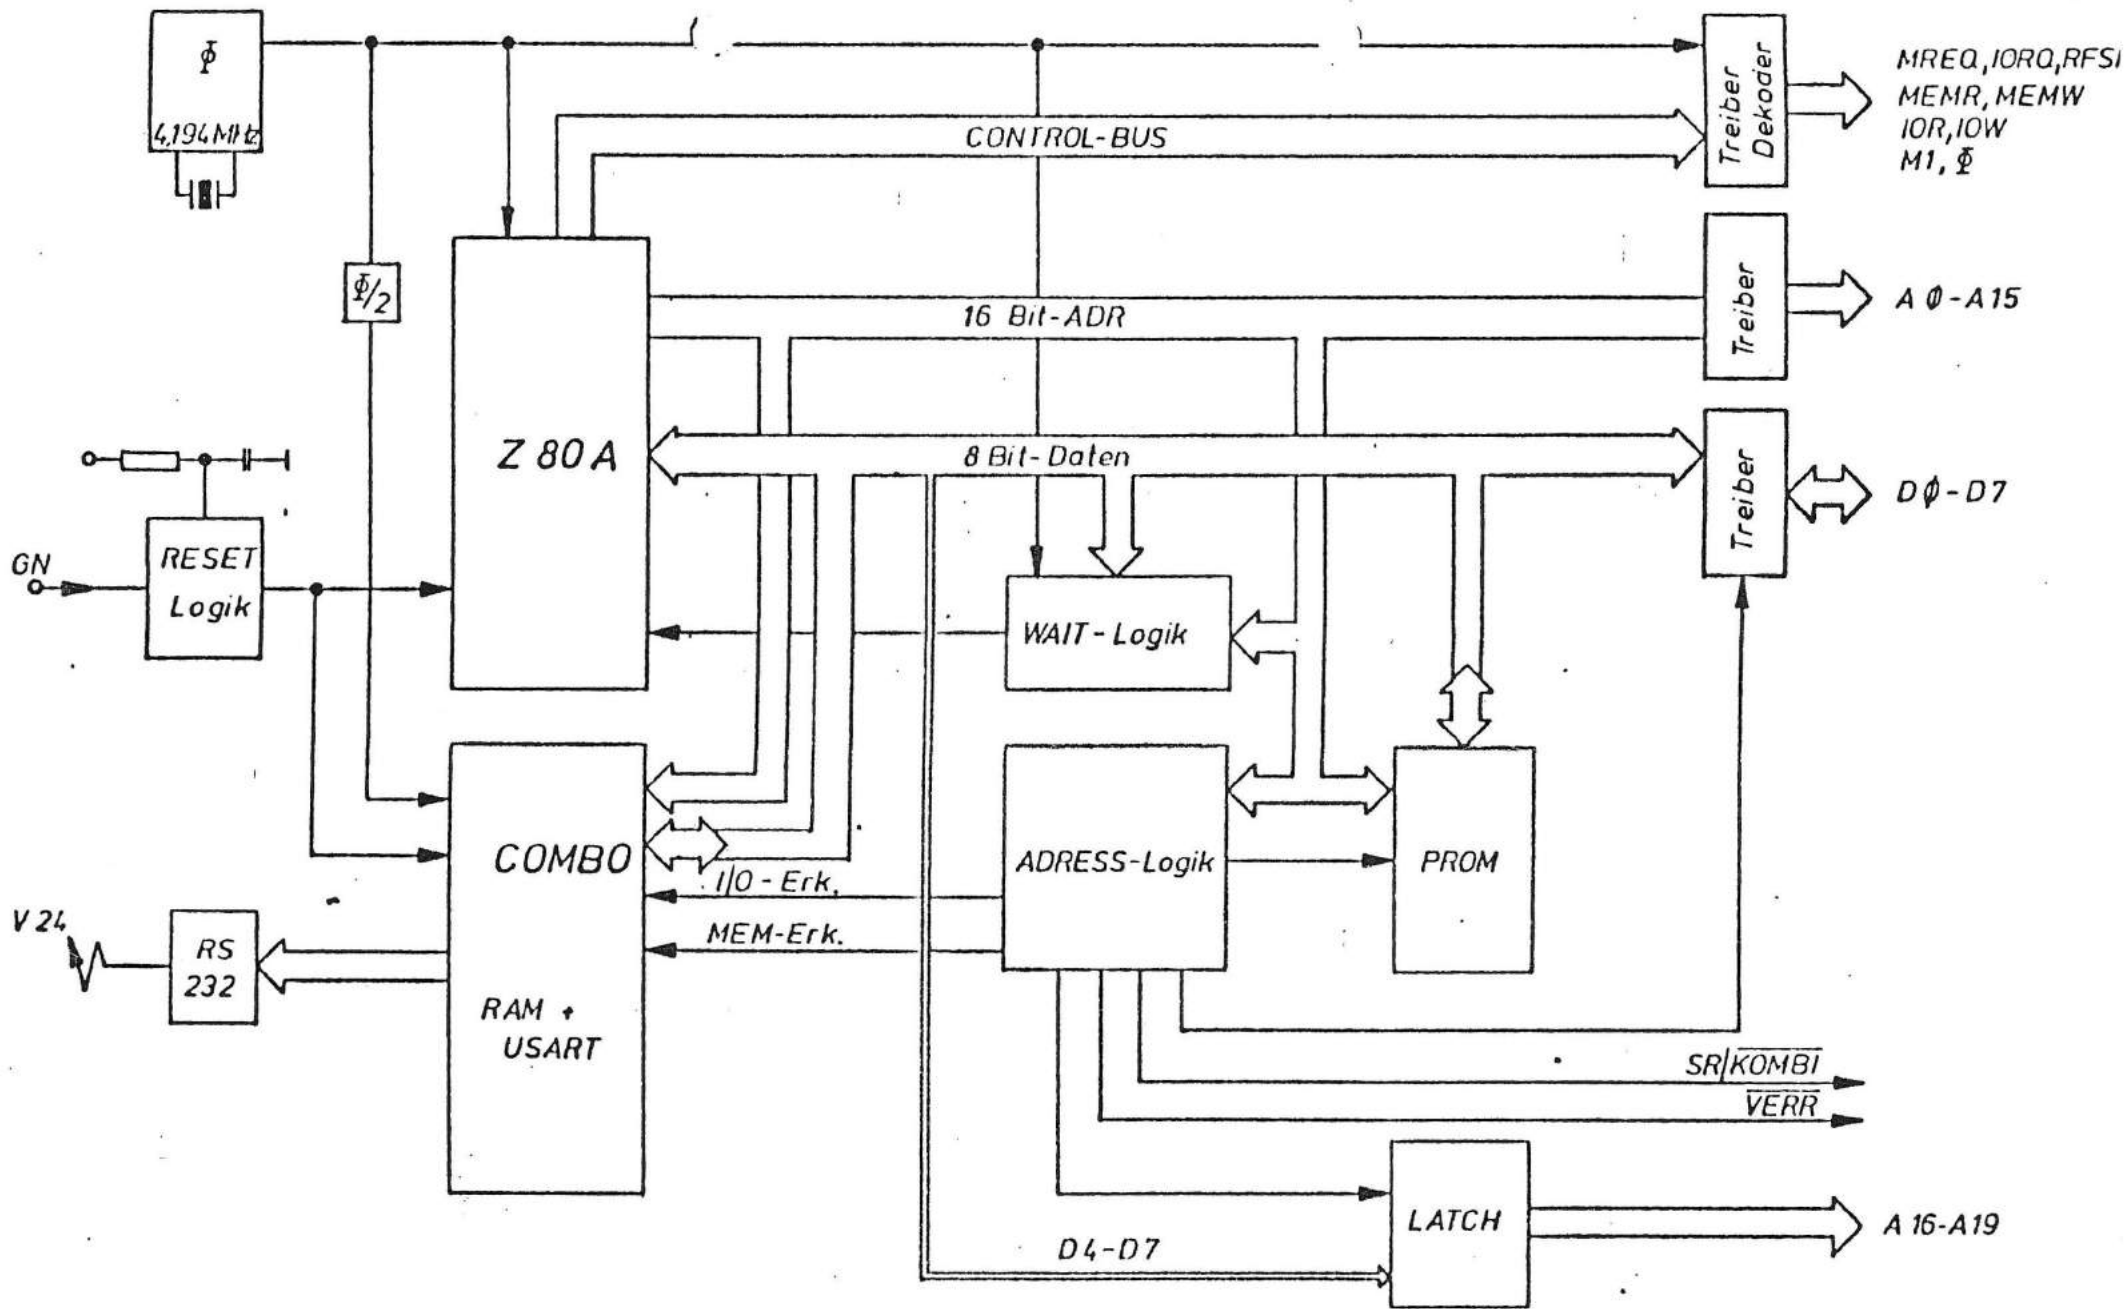 Φ
4,194 MHz
CONTROL-BUS
Treiber
Dekoder
MREQ, IORQ, RFSI
MEMR, MEMW
IOR, IOW
M1, Φ
Φ/2
Z 80 A
16 Bit-ADR
Treiber
A Ø-A15
8 Bit-Daten
Treiber
DØ-D7
GN
RESET
Logik
WAIT-Logik
COMBO
RAM +
USART
I/O-Erk.
MEM-Erk.
ADRESS-Logik
PROM
V 24
RS
232
SR/KOMBI
VERR
LATCH
A 16-A19
D4-D7